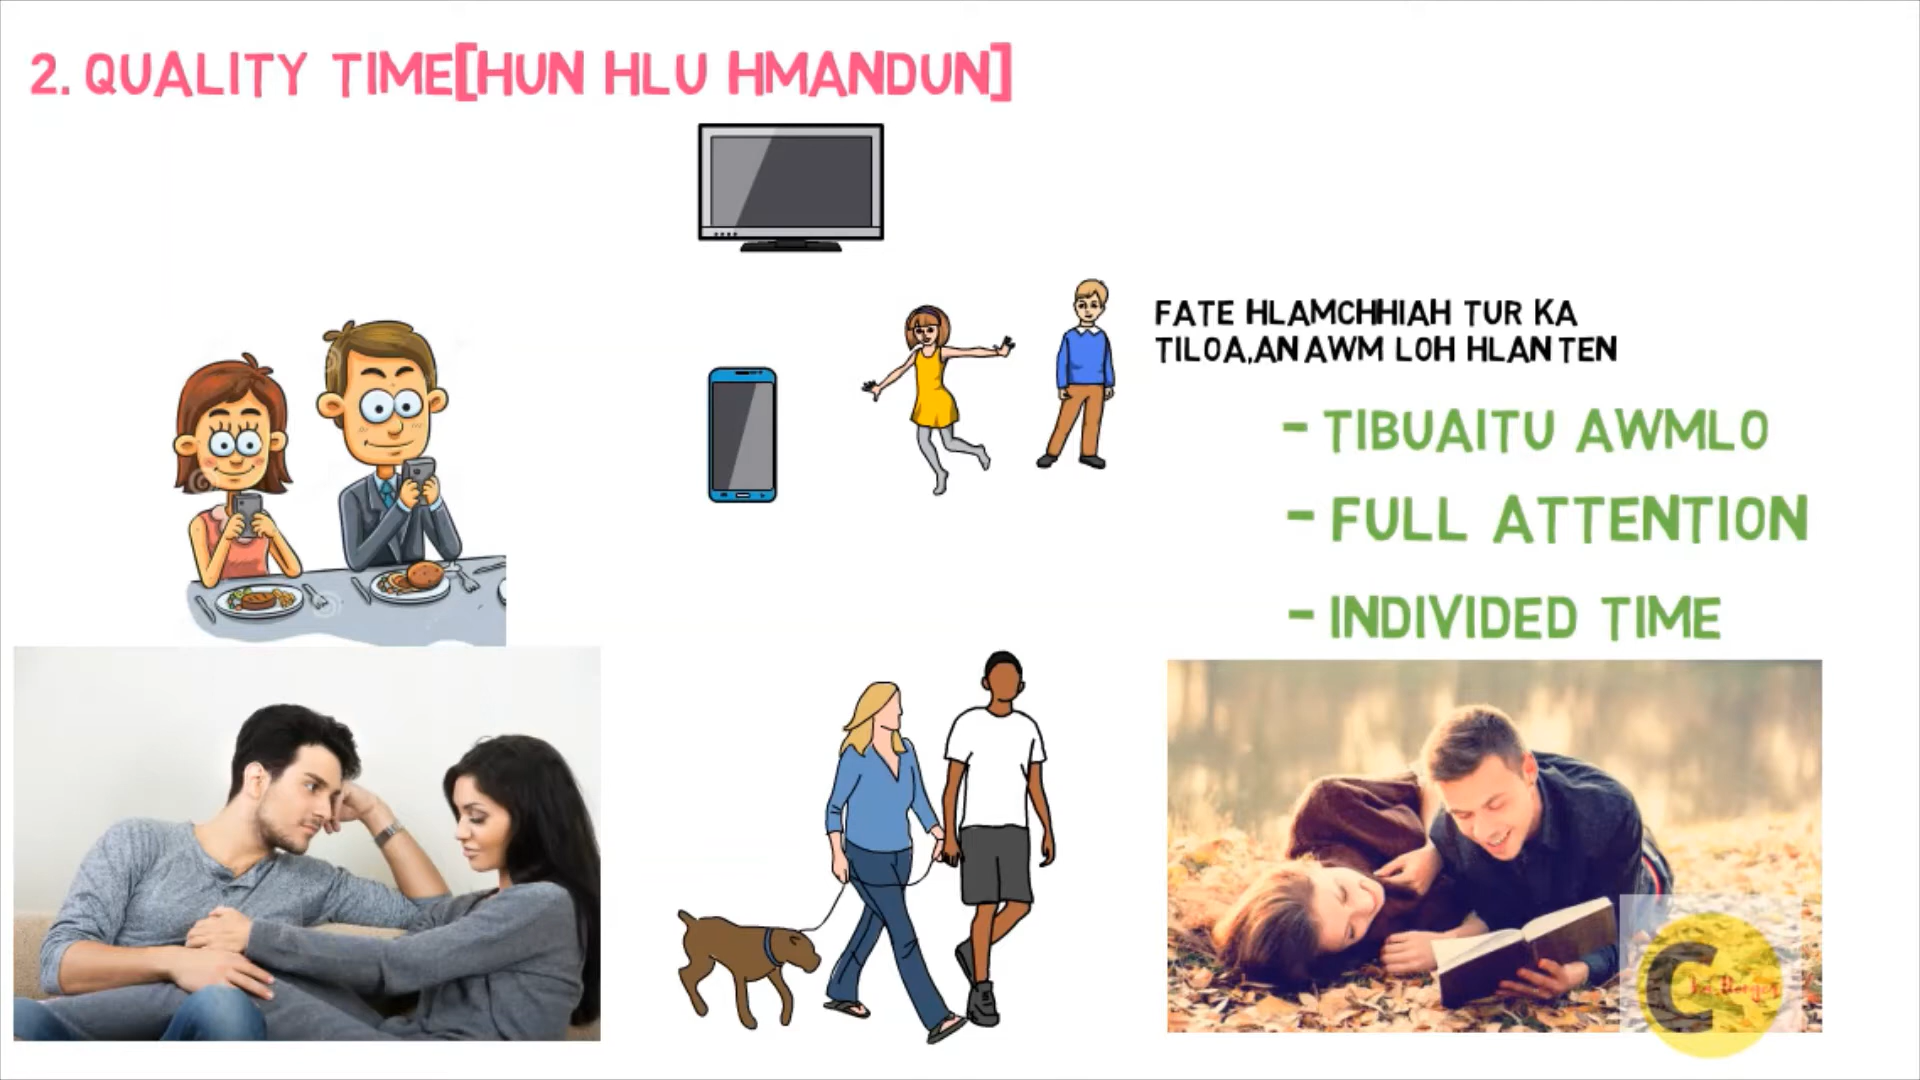 2. QUALITY TIME[HUN HLU HMANDUN]
FATE HLAMCHHIAH TUR KA
TILOA,AN AWM LOH HLAN TEN
- TIBUAITU AWMLO
- FULL ATTENTION
- INDIVIDED TIME